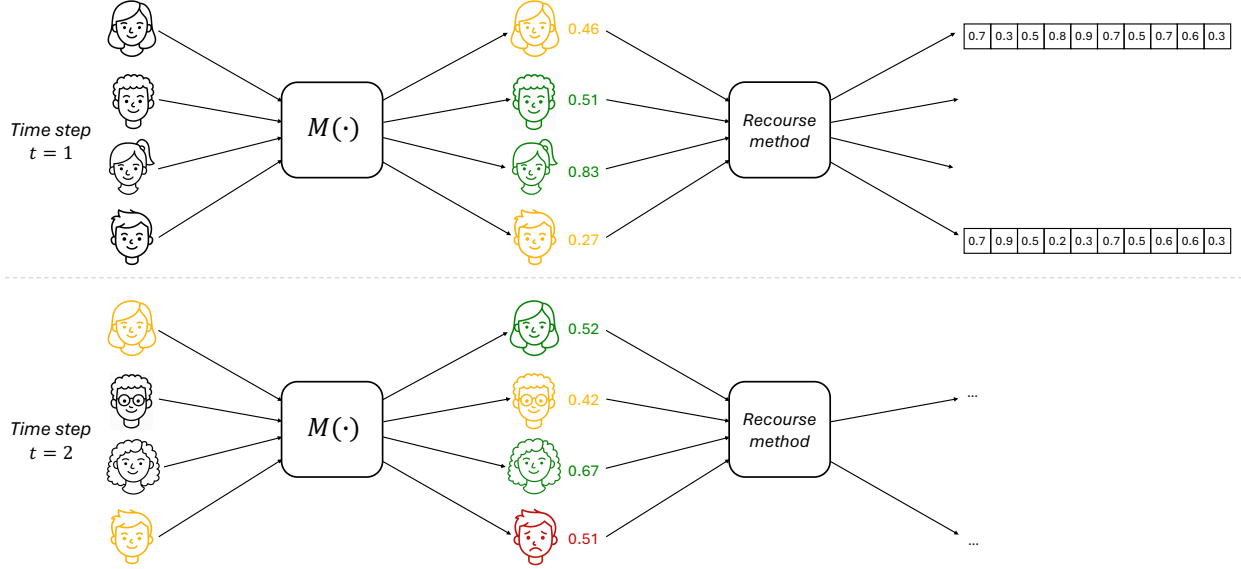 0.46
0.7 0.3 0.5 0.8 0.9 0.7 0.5 0.7 0.6 0.3
0.51
Time step
t = 1
M(·)
Recourse
method
0.83
0.27
0.7 0.9 0.5 0.2 0.3 0.7 0.5 0.6 0.6 0.3
0.52
0.42
...
Time step
t = 2
M(·)
Recourse
method
0.67
0.51
...